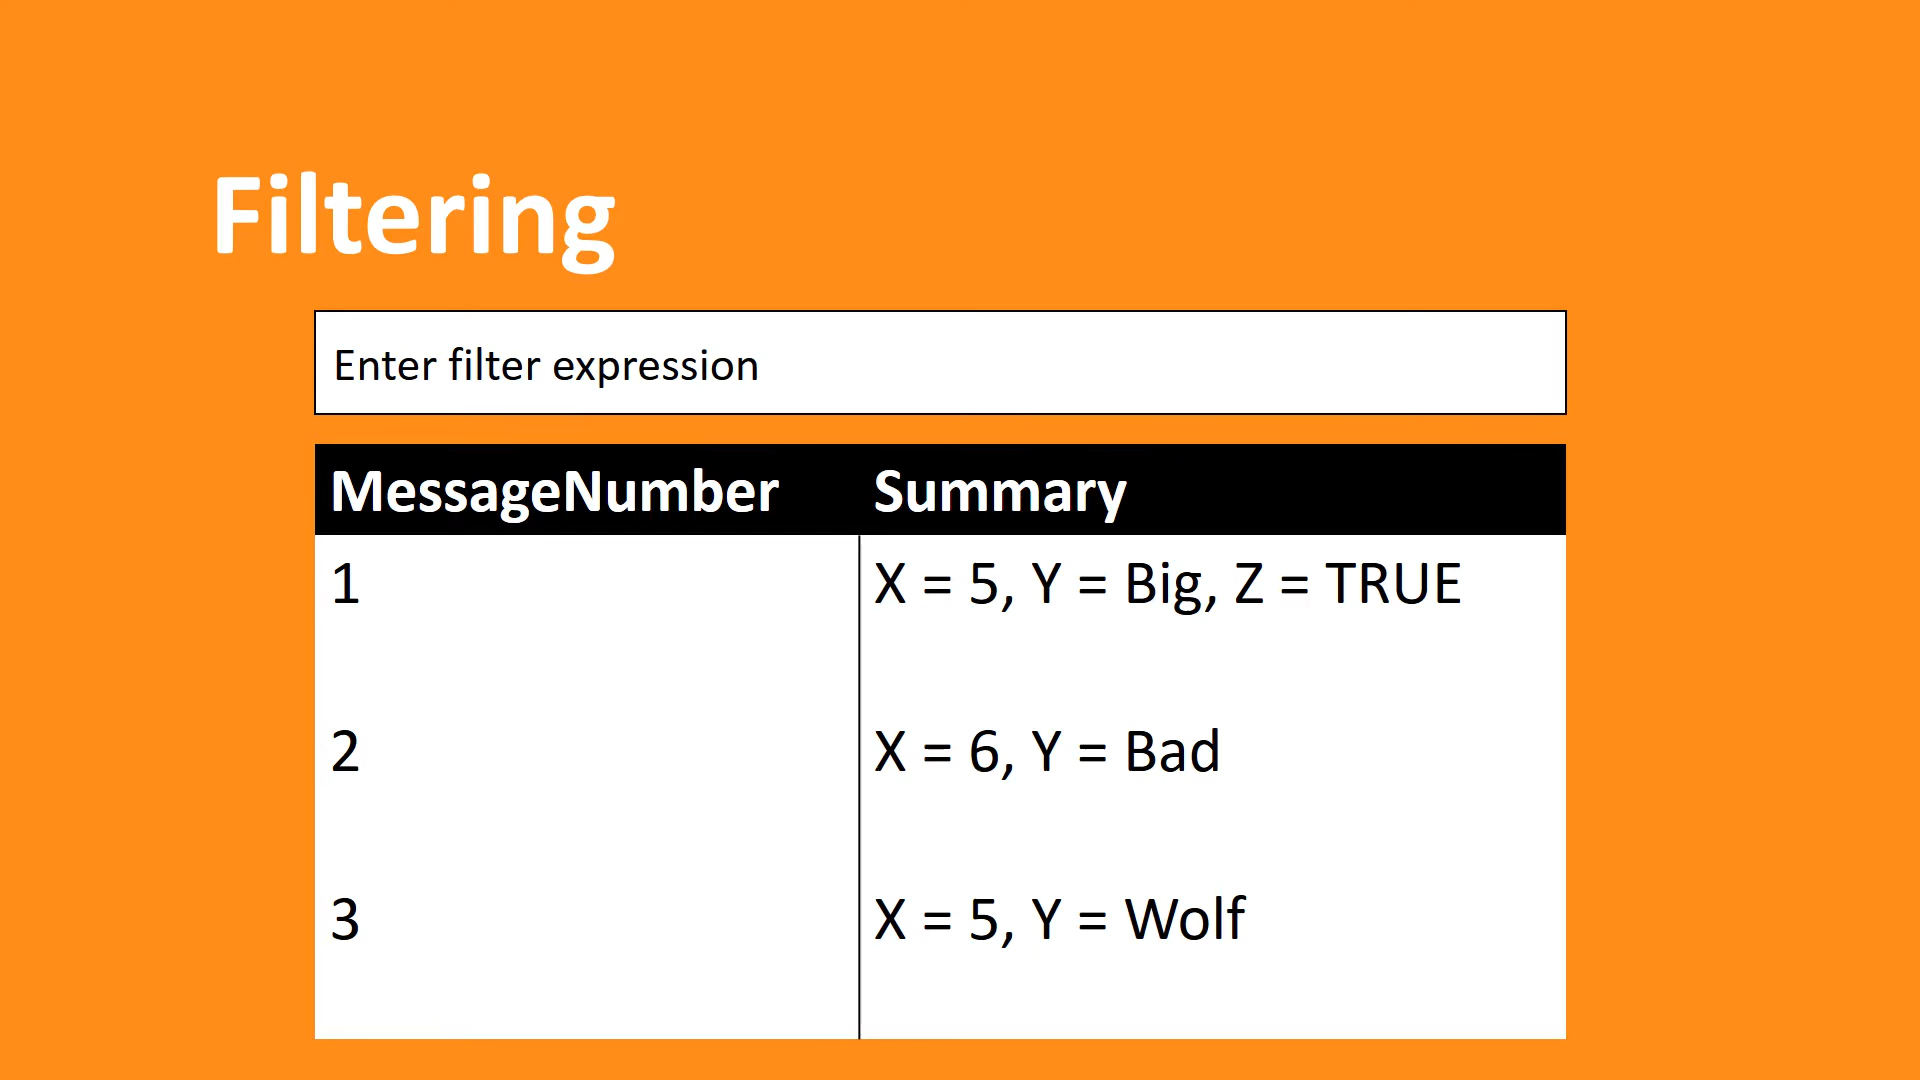 Filtering
Enter filter expression
MessageNumber Summary
1 X = 5, Y = Big, Z = TRUE
2 X = 6, Y = Bad
3 X = 5, Y = Wolf